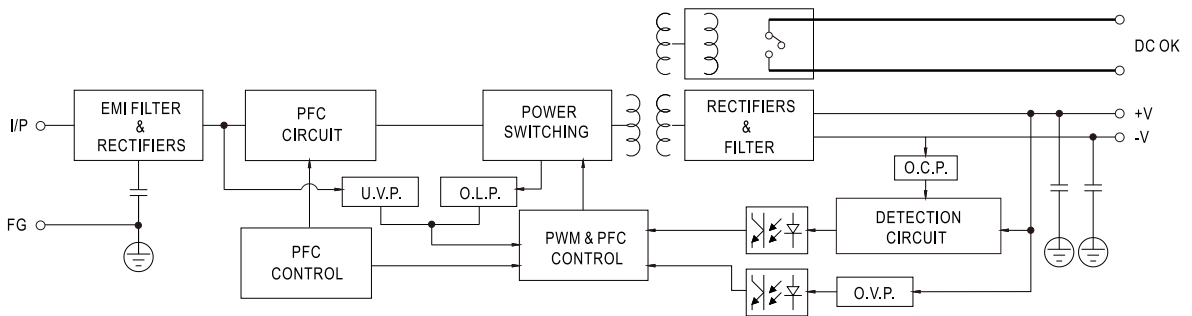 DC OK
I/P
EMI FILTER
&
RECTIFIERS
PFC
CIRCUIT
POWER
SWITCHING
RECTIFIERS
&
FILTER
+V
-V
U.V.P.
O.L.P.
O.C.P.
FG
PFC
CONTROL
PWM & PFC
CONTROL
DETECTION
CIRCUIT
O.V.P.